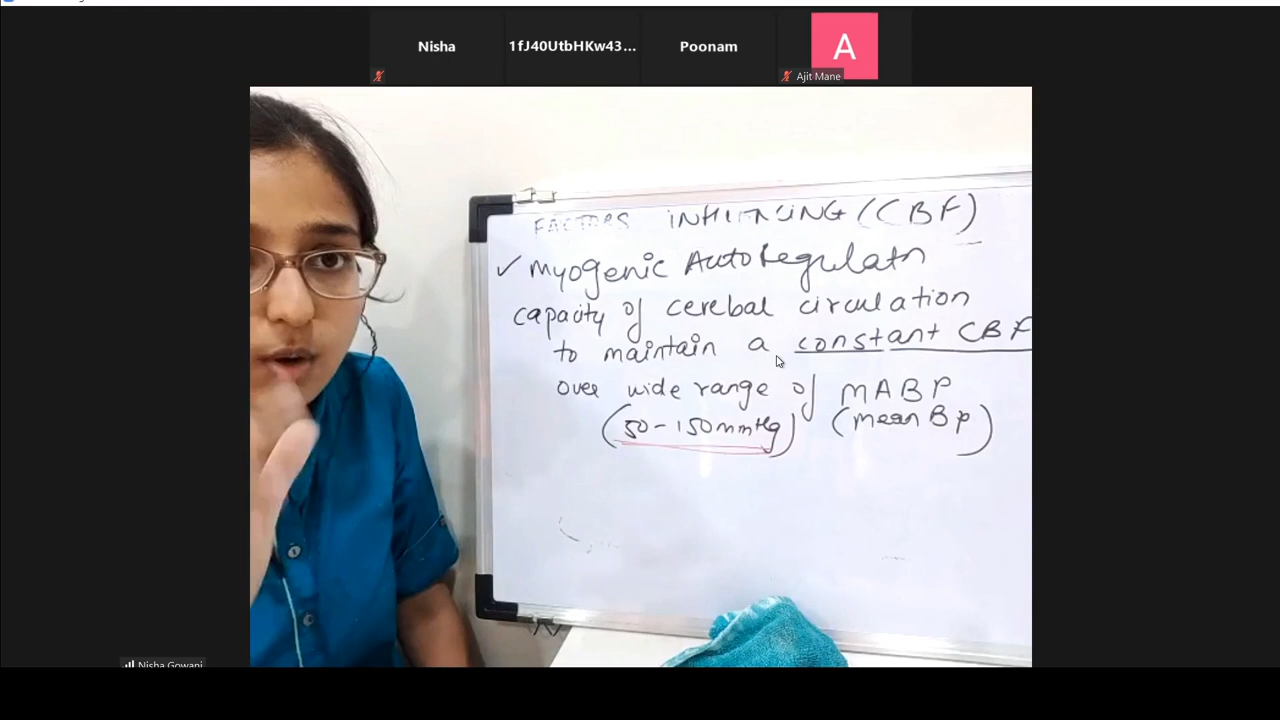 Nisha
1fJ40UtbHKw43...
Poonam
A
Ajit Mane
FACTORS INFLUENCING (CBF)
✓ Myogenic AutoRegulatn
capacity of cerebal circulation
to maintain a constant CBF
over wide range of MABP
(50-150mmHg) (mean Bp)
Nisha Gowani